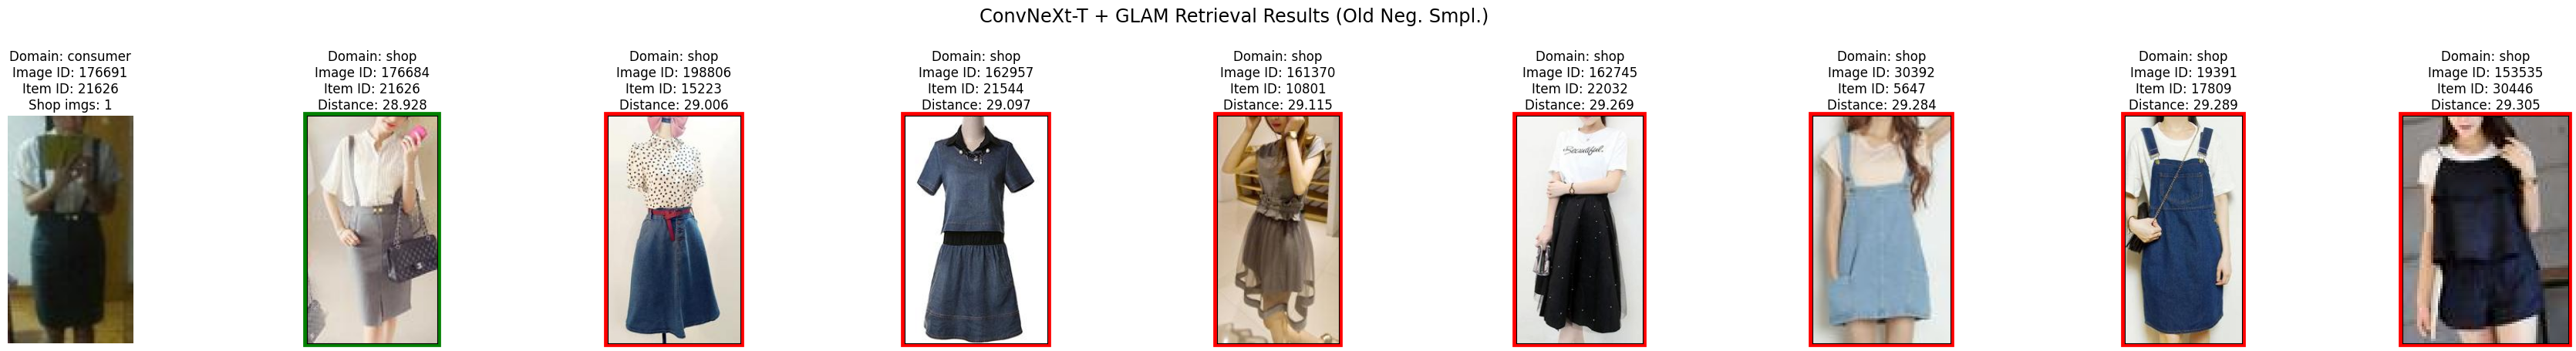 ConvNeXt-T + GLAM Retrieval Results (Old Neg. Smpl.)
Domain: consumer
Image ID: 176691
Item ID: 21626
Shop imgs: 1
Domain: shop
Image ID: 176684
Item ID: 21626
Distance: 28.928
Domain: shop
Image ID: 198806
Item ID: 15223
Distance: 29.006
Domain: shop
Image ID: 162957
Item ID: 21544
Distance: 29.097
Domain: shop
Image ID: 161370
Item ID: 10801
Distance: 29.115
Domain: shop
Image ID: 162745
Item ID: 22032
Distance: 29.269
Beautiful.
Domain: shop
Image ID: 30392
Item ID: 5647
Distance: 29.284
Domain: shop
Image ID: 19391
Item ID: 17809
Distance: 29.289
Domain: shop
Image ID: 153535
Item ID: 30446
Distance: 29.305